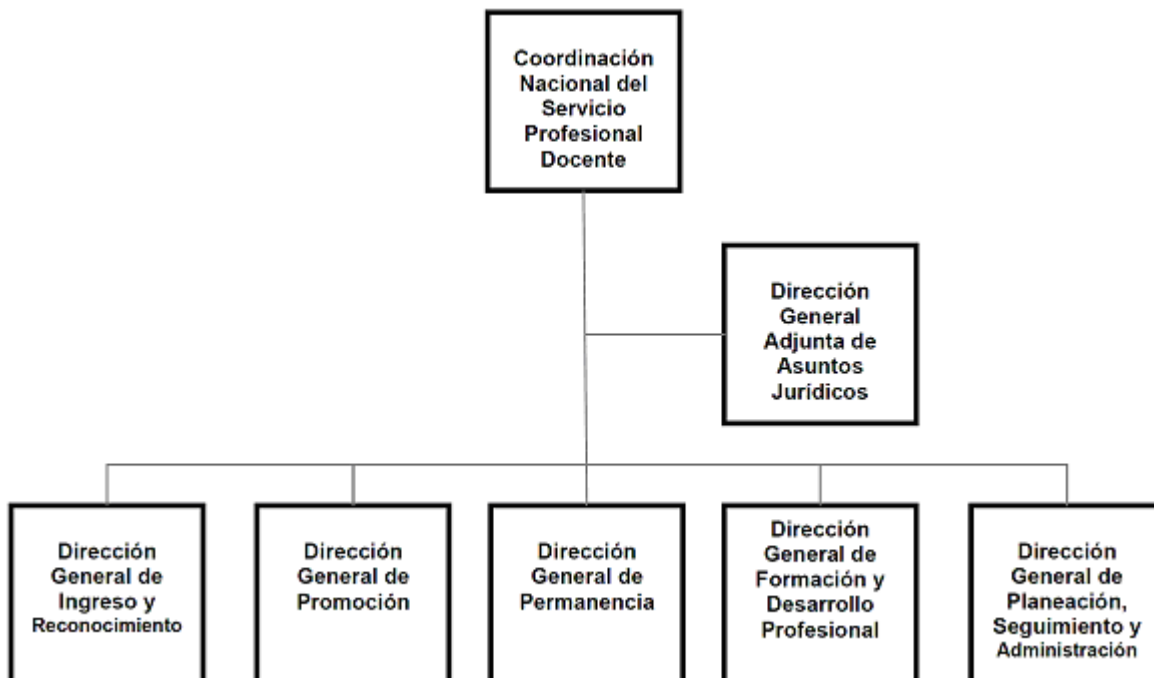 Coordinación
Nacional del
Servicio
Profesional
Docente
Dirección
General
Adjunta de
Asuntos
Jurídicos
Dirección
General de
Ingreso y
Reconocimiento
Dirección
General de
Promoción
Dirección
General de
Permanencia
Dirección
General de
Formación y
Desarrollo
Profesional
Dirección
General de
Planeación,
Seguimiento y
Administración